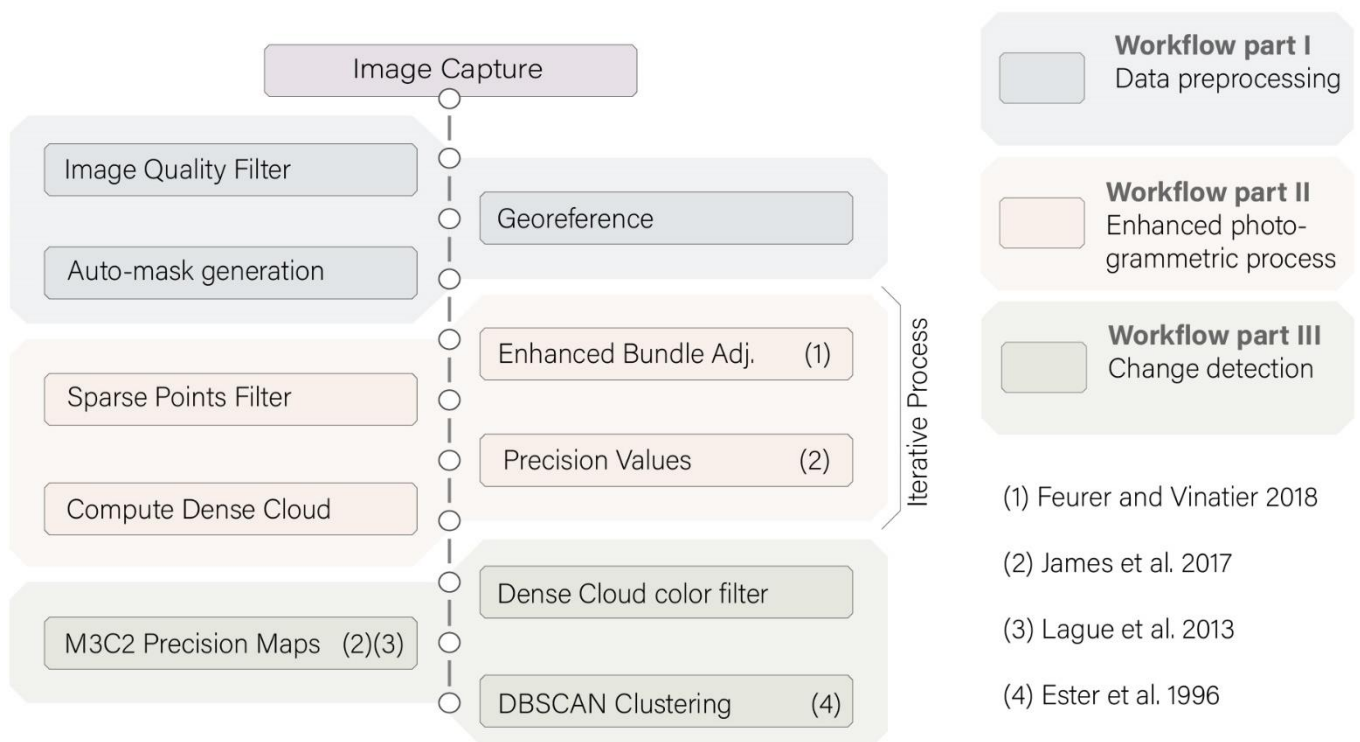 Image Capture
Image Quality Filter
Georeference
Auto-mask generation
Enhanced Bundle Adj. (1)
Sparse Points Filter
Precision Values (2)
Compute Dense Cloud
Iterative Process
Dense Cloud color filter
M3C2 Precision Maps (2)(3)
DBSCAN Clustering (4)
Workflow part I
Data preprocessing
Workflow part II
Enhanced photo-
grammetric process
Workflow part III
Change detection
(1) Feurer and Vinatier 2018
(2) James et al. 2017
(3) Lague et al. 2013
(4) Ester et al. 1996